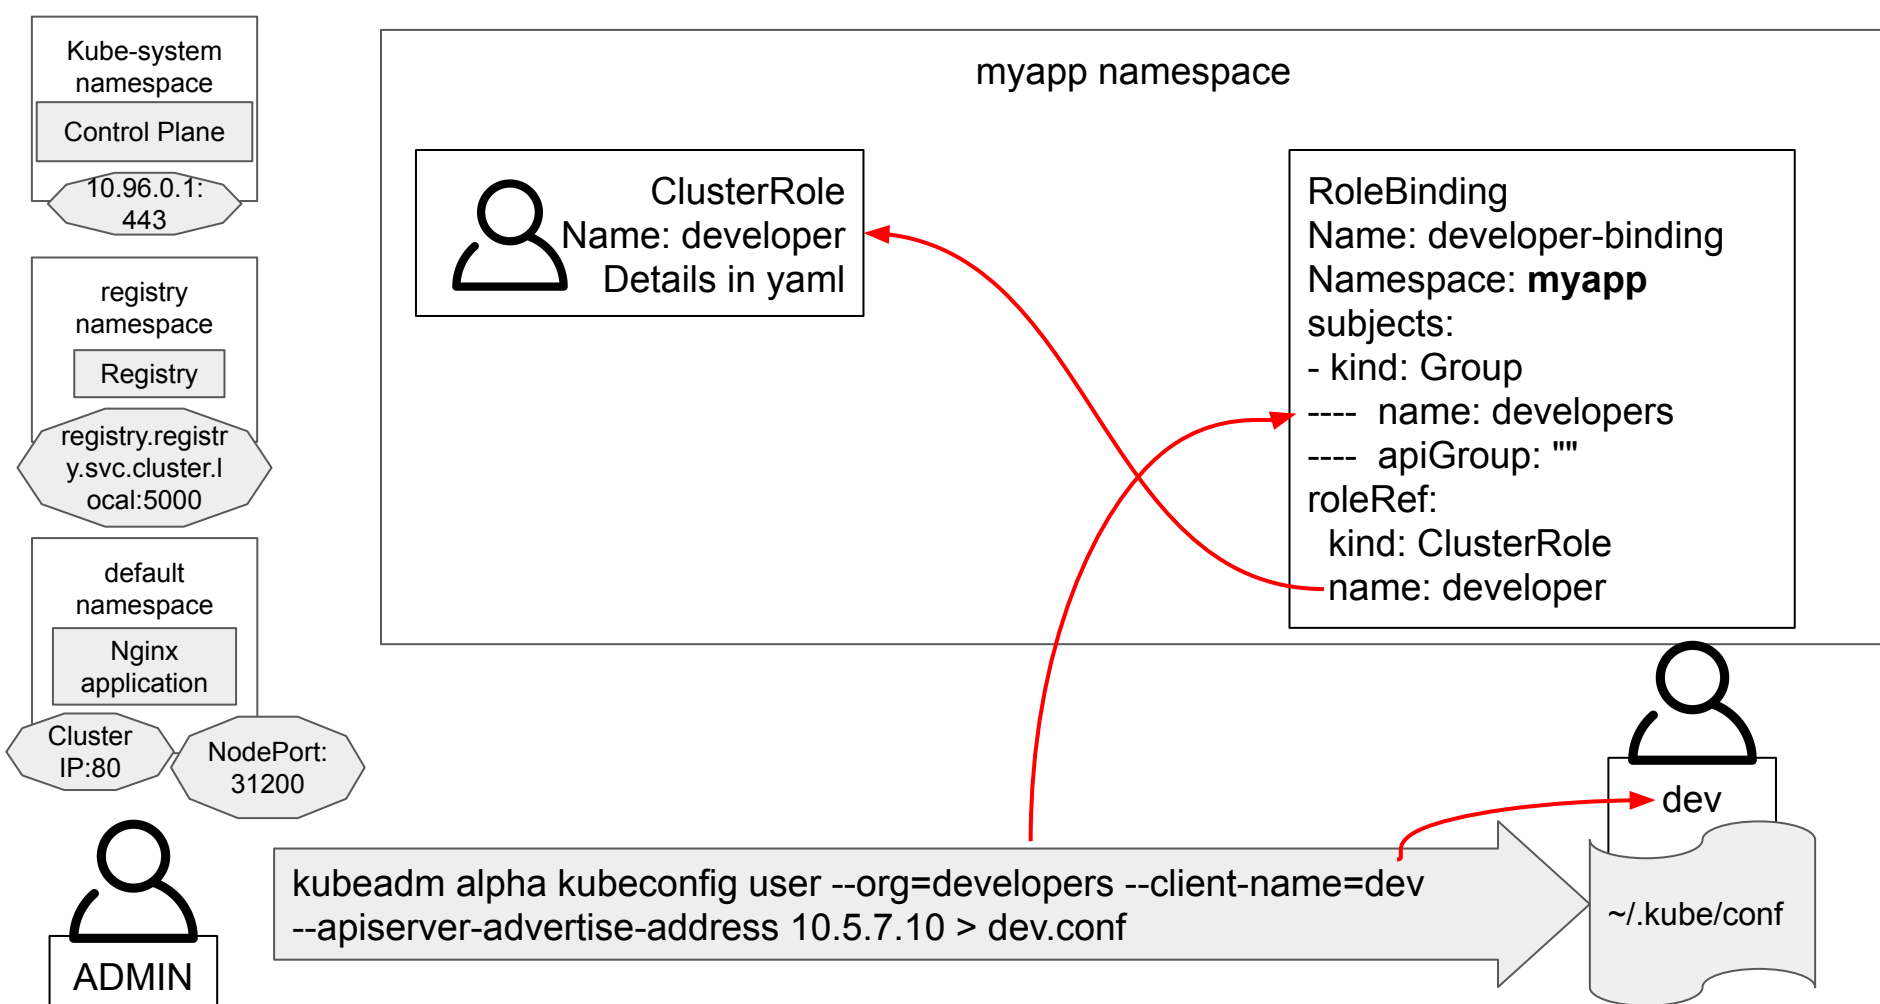 Kube-system
namespace
Control Plane
10.96.0.1:
443
registry
namespace
Registry
registry.registr
y.svc.cluster.l
ocal:5000
default
namespace
Nginx
application
Cluster
IP:80
NodePort:
31200
ADMIN
myapp namespace
ClusterRole
Name: developer
Details in yaml
RoleBinding
Name: developer-binding
Namespace: myapp
subjects:
- kind: Group
---- name: developers
---- apiGroup: ""
roleRef:
kind: ClusterRole
name: developer
kubeadm alpha kubeconfig user --org=developers --client-name=dev
--apiserver-advertise-address 10.5.7.10 > dev.conf
dev
~/.kube/conf